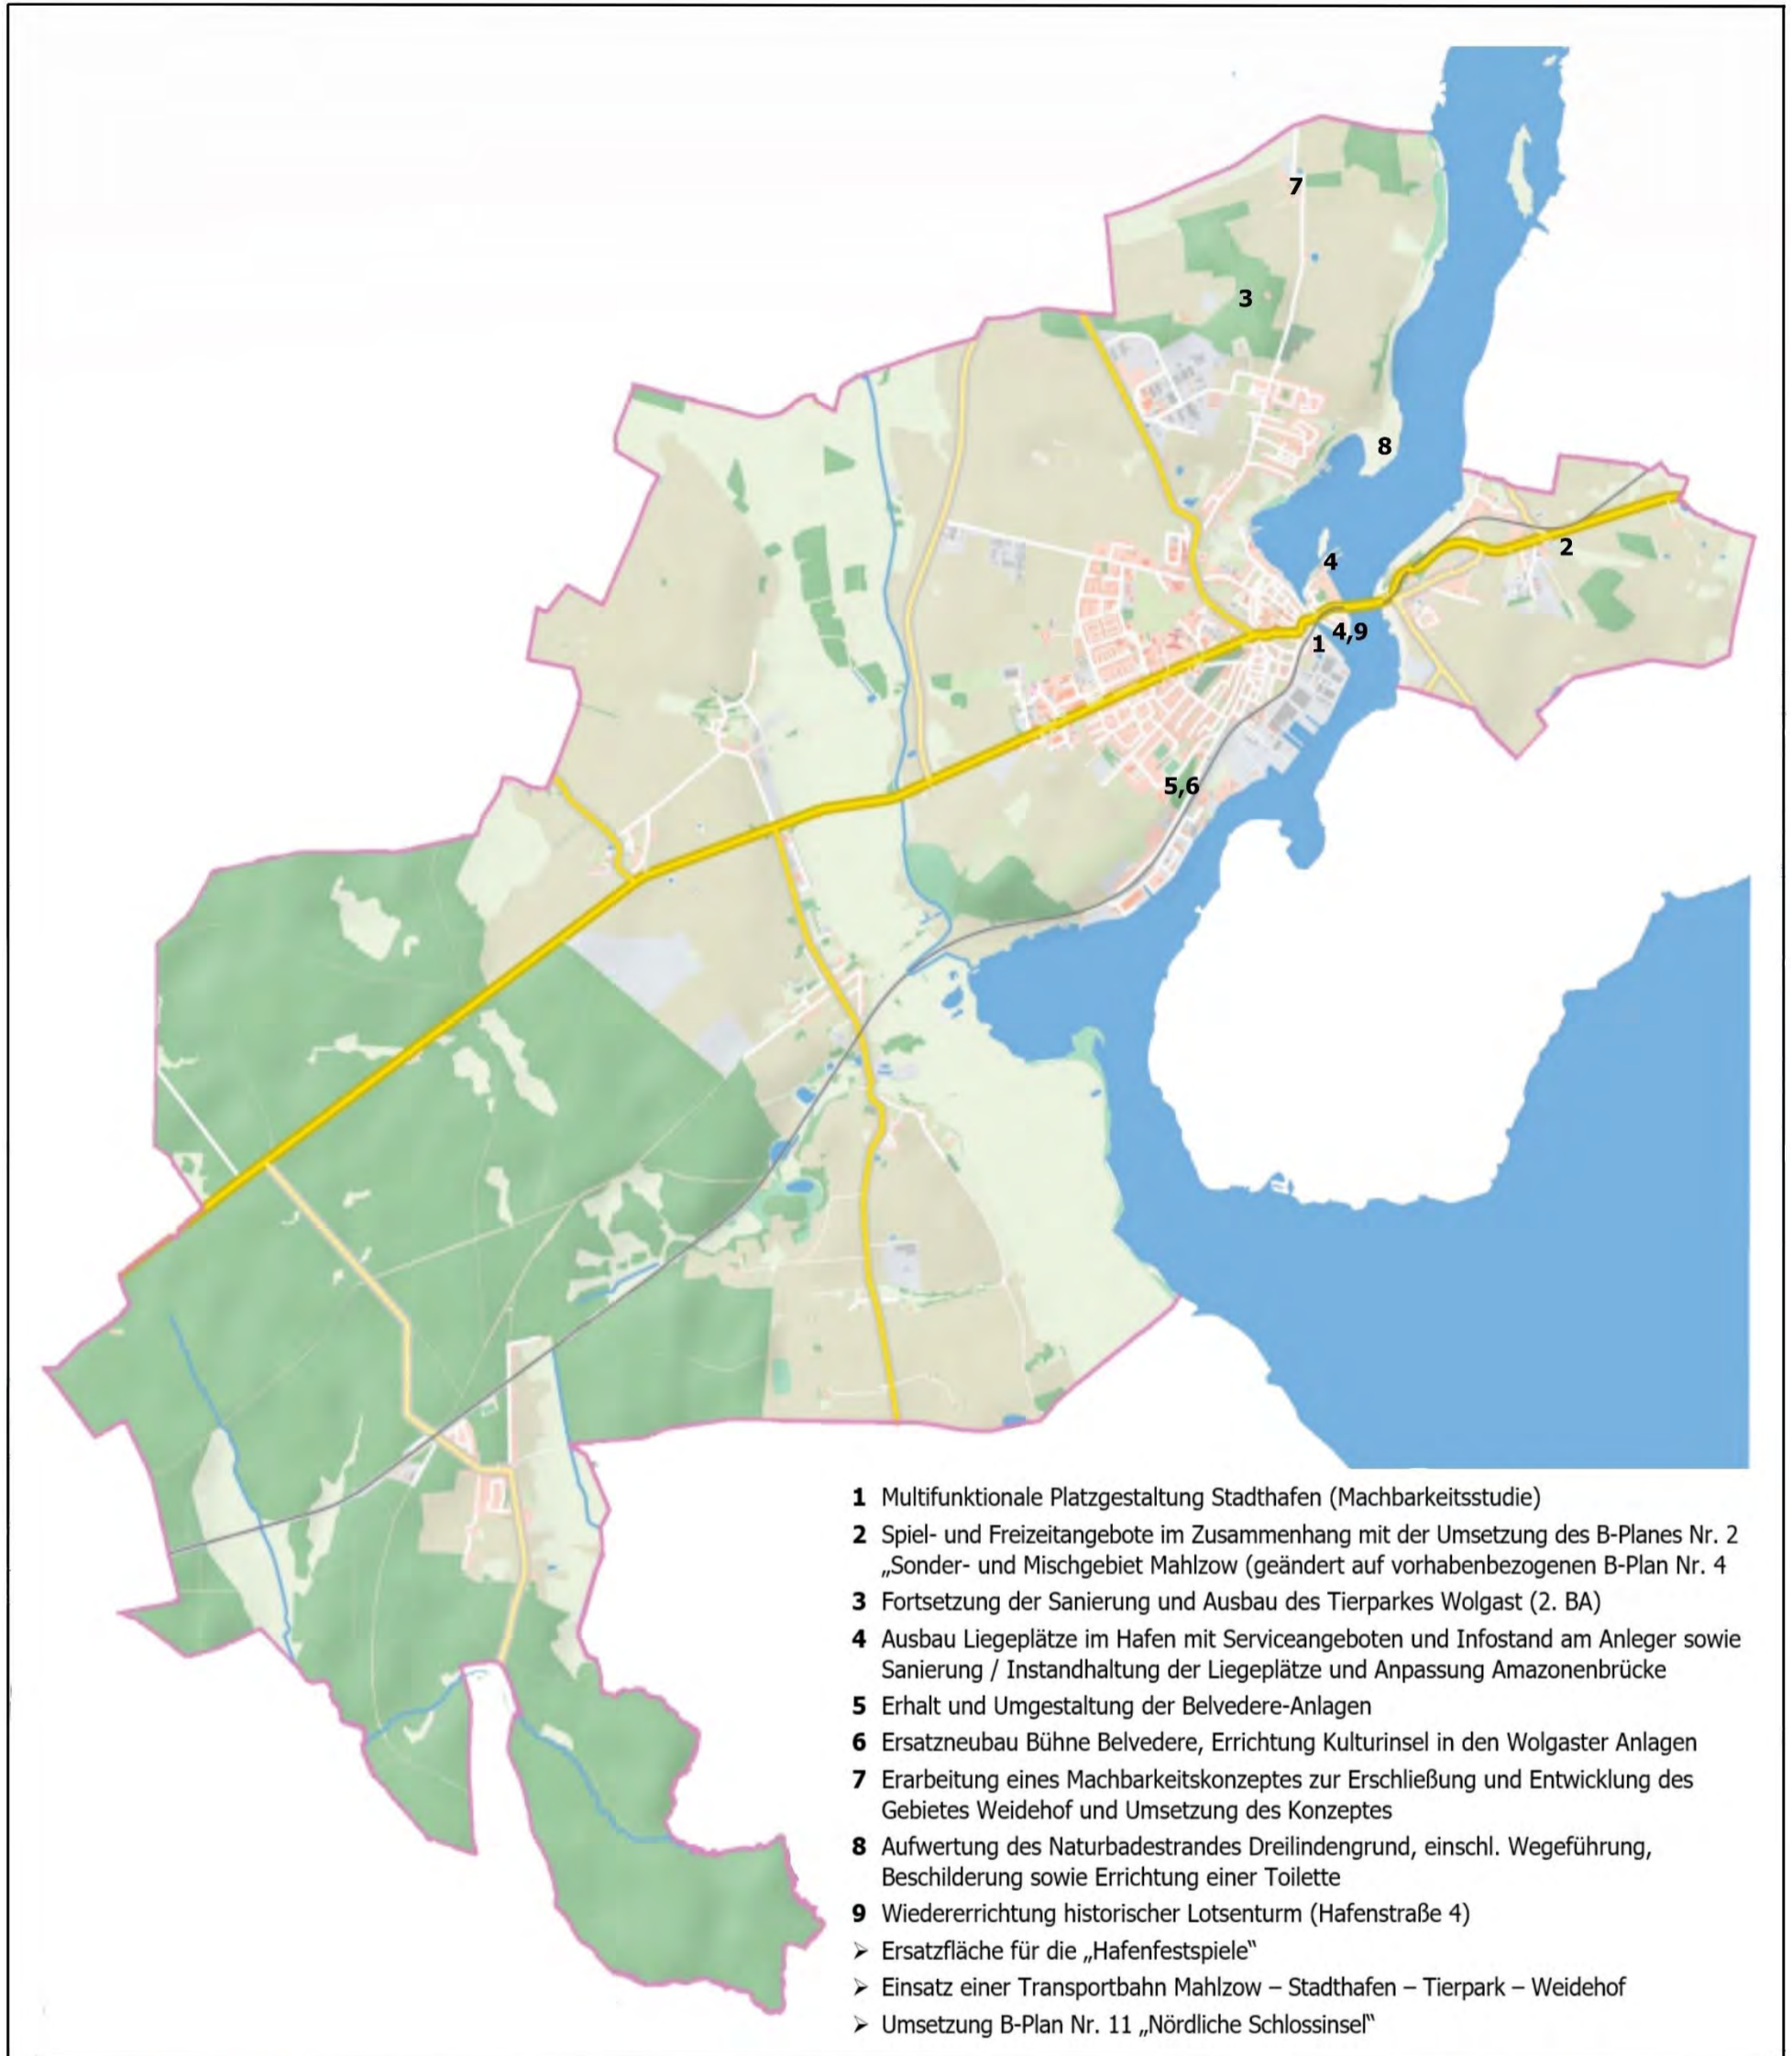 7
3
8
2
4
4,9
1
5,6
1 Multifunktionale Platzgestaltung Stadthafen (Machbarkeitsstudie)
2 Spiel- und Freizeitangebote im Zusammenhang mit der Umsetzung des B-Planes Nr. 2
„Sonder- und Mischgebiet Mahlzow (geändert auf vorhabenbezogenen B-Plan Nr. 4
3 Fortsetzung der Sanierung und Ausbau des Tierparkes Wolgast (2. BA)
4 Ausbau Liegeplätze im Hafen mit Serviceangeboten und Infostand am Anleger sowie
Sanierung / Instandhaltung der Liegeplätze und Anpassung Amazonenbrücke
5 Erhalt und Umgestaltung der Belvedere-Anlagen
6 Ersatzneubau Bühne Belvedere, Errichtung Kulturinsel in den Wolgaster Anlagen
7 Erarbeitung eines Machbarkeitskonzeptes zur Erschließung und Entwicklung des
Gebietes Weidehof und Umsetzung des Konzeptes
8 Aufwertung des Naturbadestrandes Dreilindengrund, einschl. Wegeführung,
Beschilderung sowie Errichtung einer Toilette
9 Wiedererrichtung historischer Lotsenturm (Hafenstraße 4)
➢ Ersatzfläche für die „Hafenfestspiele“
➢ Einsatz einer Transportbahn Mahlzow – Stadthafen – Tierpark – Weidehof
➢ Umsetzung B-Plan Nr. 11 „Nördliche Schlossinsel“